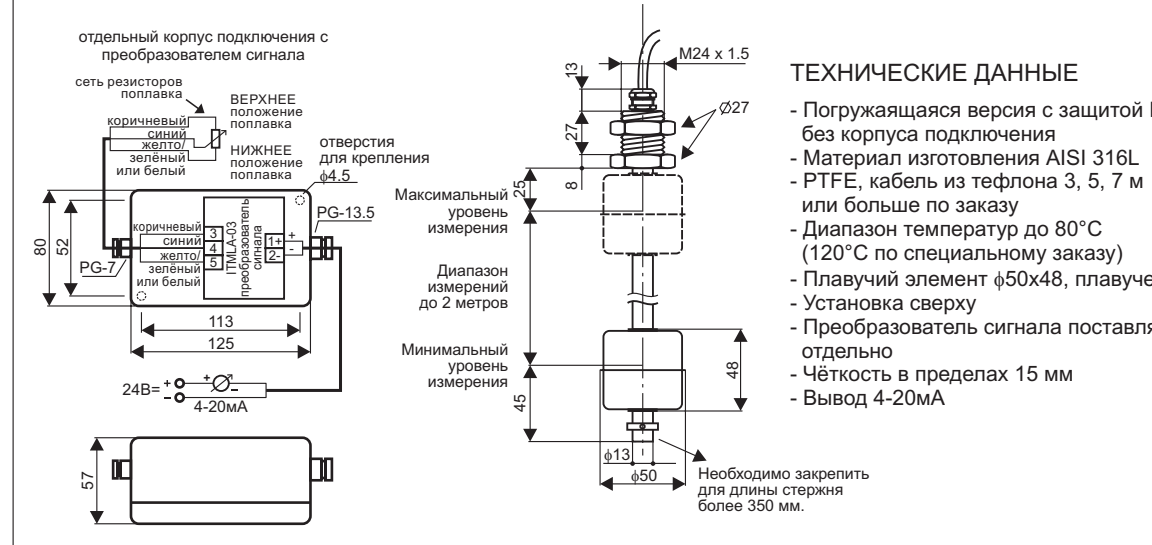 отдельный корпус подключения с
преобразователем сигнала
сеть резисторов
поплавка
ВЕРХНЕЕ
положение
поплавка
коричневый
синий
желто/
зелёный
или белый
НИЖНЕЕ
положение
поплавка
отверстия
для крепления
ϕ4.5
PG-13.5
80
52
PG-7
коричневый
синий
желто/
зелёный
или белый
3
4
5
ITMLA-03
преобразователь
сигнала
1+
2-
+
-
113
125
24В=
+
–
+
–
4-20мА
57
M24 x 1.5
13
27
8
25
∅27
Максимальный
уровень
измерения
Диапазон
измерений
до 2 метров
Минимальный
уровень
измерения
45
48
ϕ13
ϕ50
Необходимо закрепить
для длины стержня
более 350 мм.
ТЕХНИЧЕСКИЕ ДАННЫЕ
- Погружаящаяся версия с защитой
без корпуса подключения
- Материал изготовления AISI 316L
- PTFE, кабель из тефлона 3, 5, 7 м
или больше по заказу
- Диапазон температур до 80°C
(120°C по специальному заказу)
- Плавучий элемент ϕ50x48,
- Установка сверху
- Преобразователь сигнала
отдельно
- Чёткость в пределах 15 мм
- Вывод 4-20мА